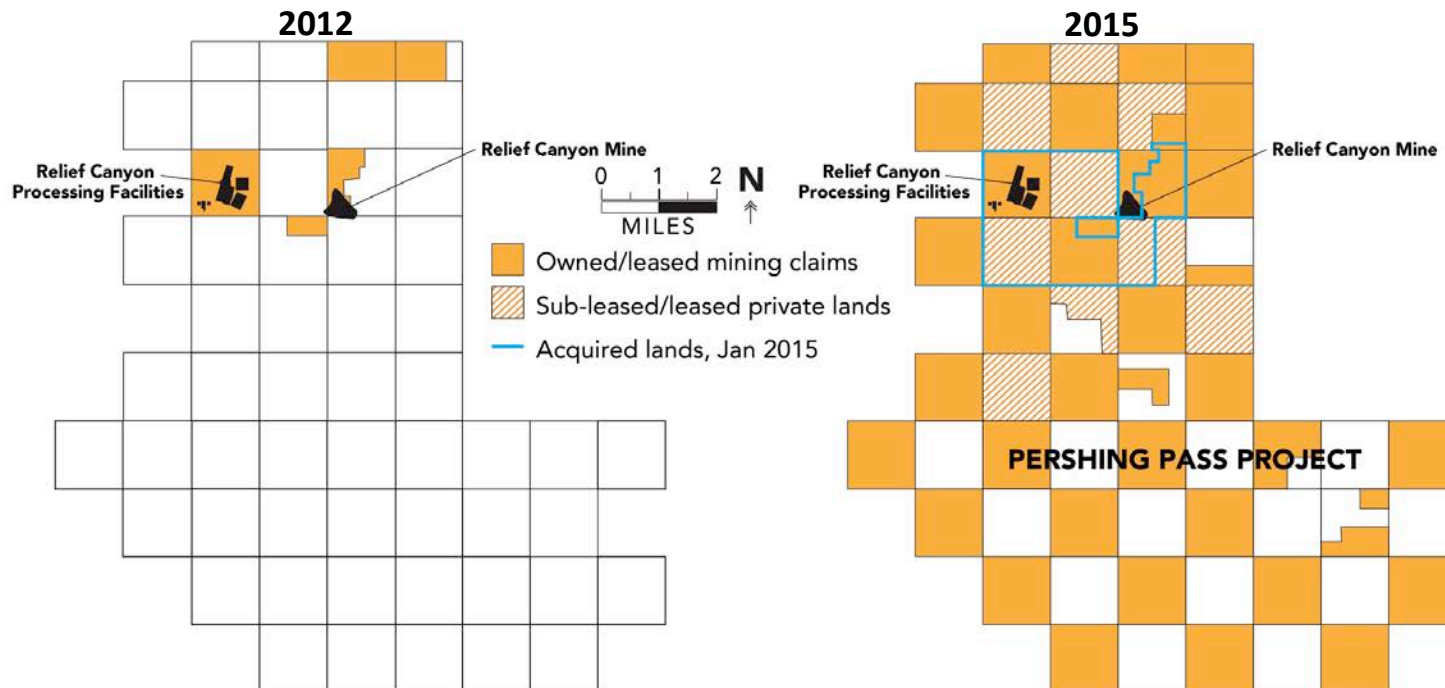 2012
2015
Relief Canyon Mine
Relief Canyon
Processing Facilities
0 1 2
MILES
N
Owned/leased mining claims
Sub-leased/leased private lands
Acquired lands, Jan 2015
Relief Canyon
Processing Facilities
Relief Canyon Mine
PERSHING PASS PROJECT